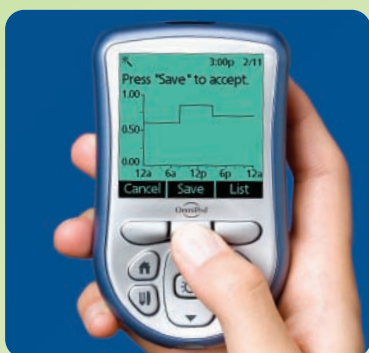 3:00p 2/11
Press "Save" to accept.
1.00
0.50
0.00
12a 6a 12p 6p 12a
Cancel Save List
OmniPod